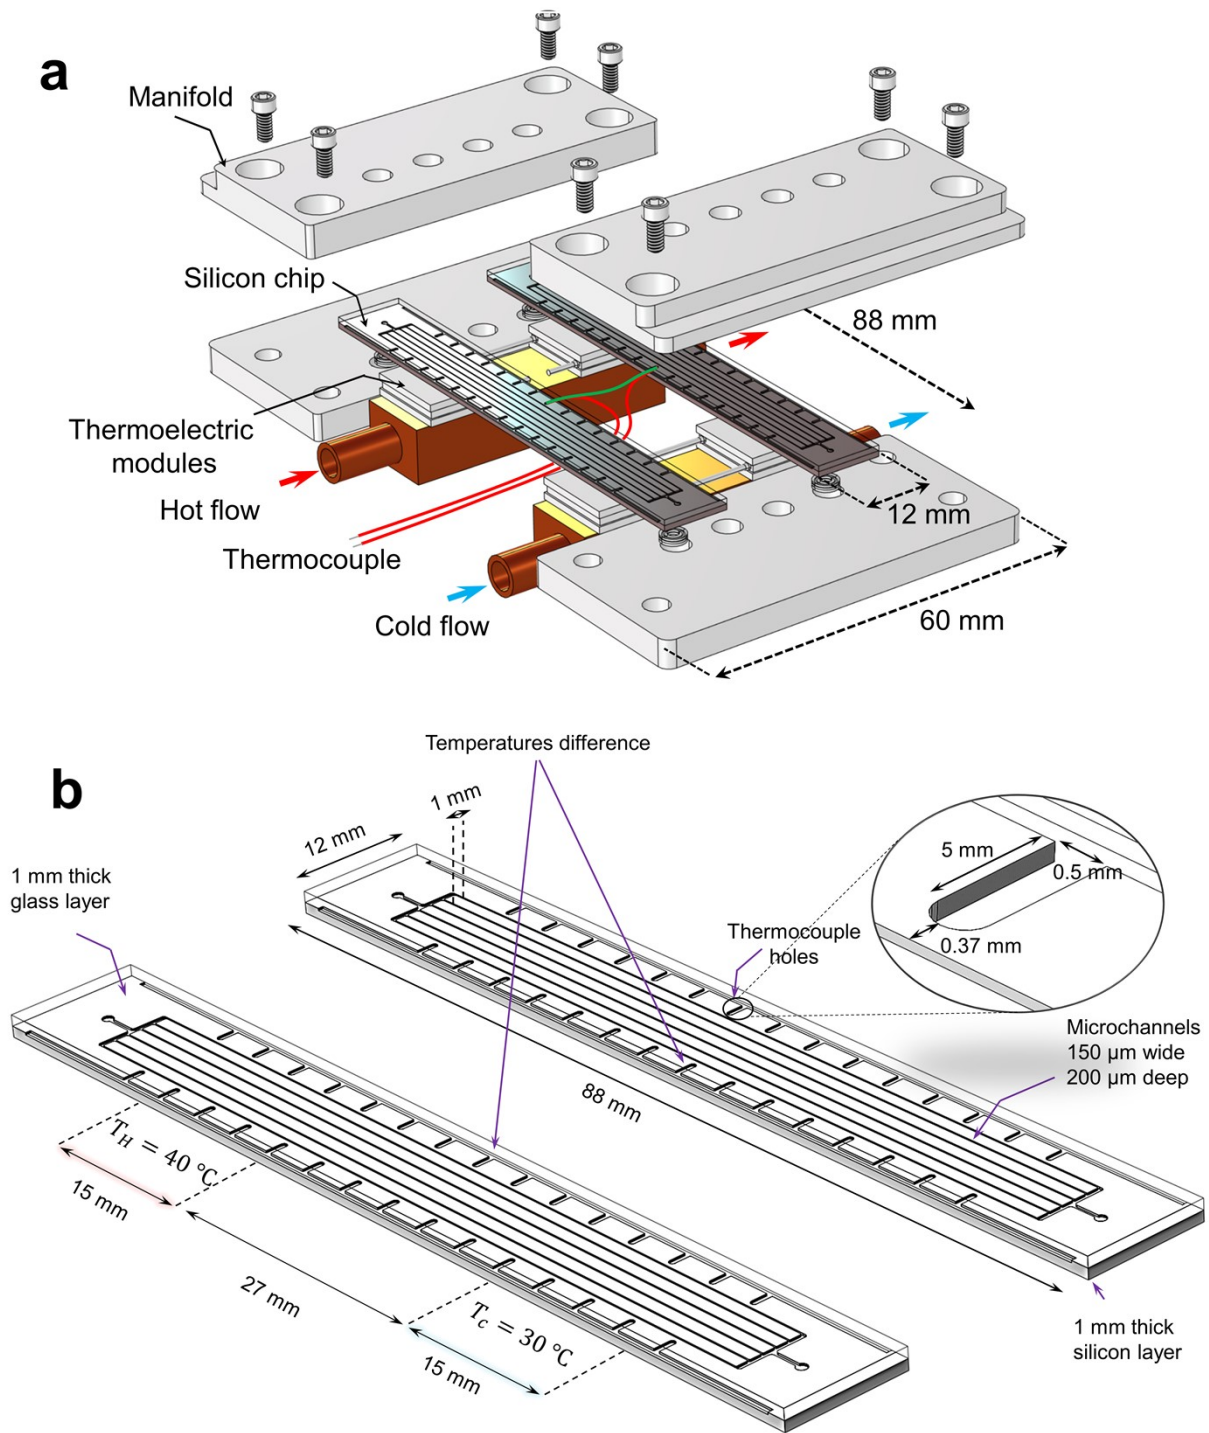 a
Manifold
Silicon chip
88 mm
Thermoelectric
modules
Hot flow
12 mm
Thermocouple
Cold flow
60 mm
b
Temperatures difference
1 mm
12 mm
5 mm
0.5 mm
0.37 mm
1 mm thick
glass layer
Thermocouple
holes
Microchannels
150 µm wide
200 µm deep
88 mm
T_H = 40 °C
15 mm
27 mm
T_c = 30 °C
15 mm
1 mm thick
silicon layer